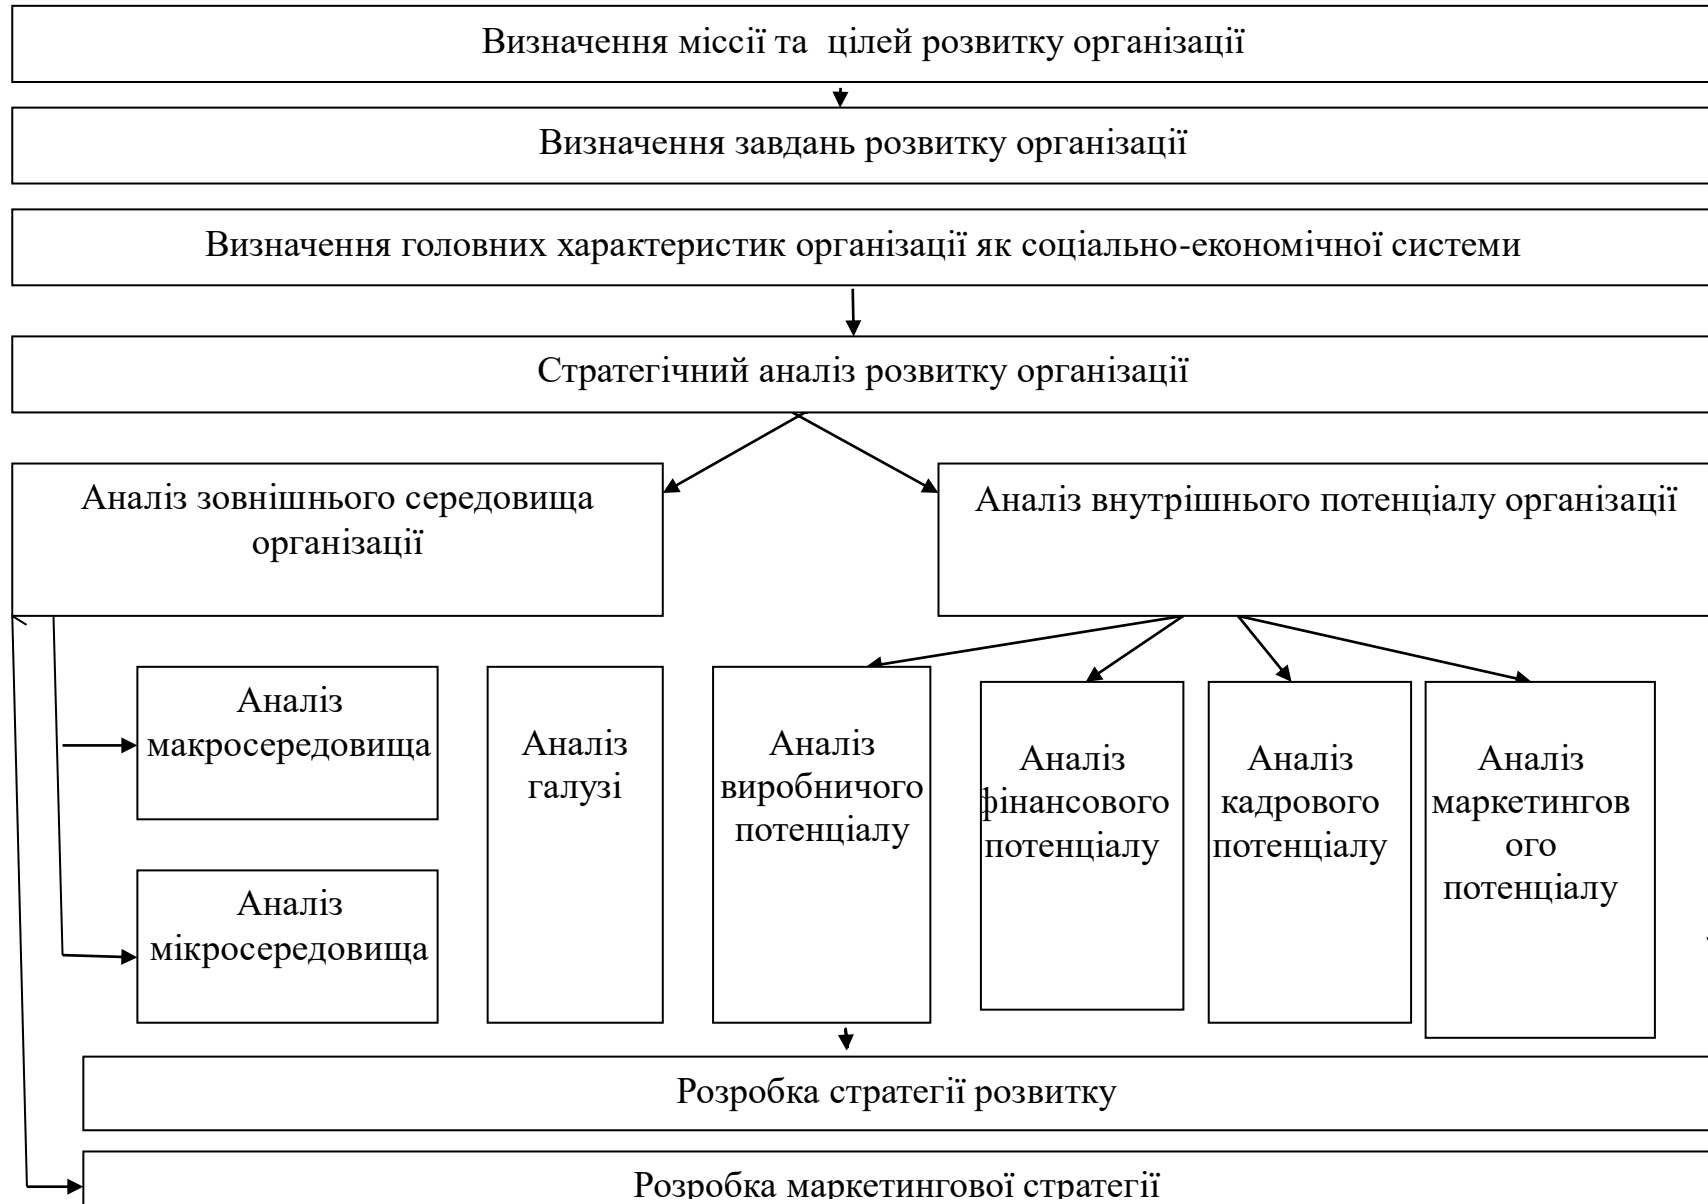 Визначення міссії та  цілей розвитку організації
Визначення завдань розвитку організації
Визначення головних характеристик організації як соціально-економічної системи
Стратегічний аналіз розвитку організації
Аналіз зовнішнього середовища
організації
Аналіз внутрішнього потенціалу організації
Аналіз
макросередовища
Аналіз
мікросередовища
Аналіз
галузі
Аналіз
виробничого
потенціалу
Аналіз
фінансового
потенціалу
Аналіз
кадрового
потенціалу
Аналіз
маркетингов
ого
потенціалу
Розробка стратегії розвитку
Розробка маркетингової стратегії